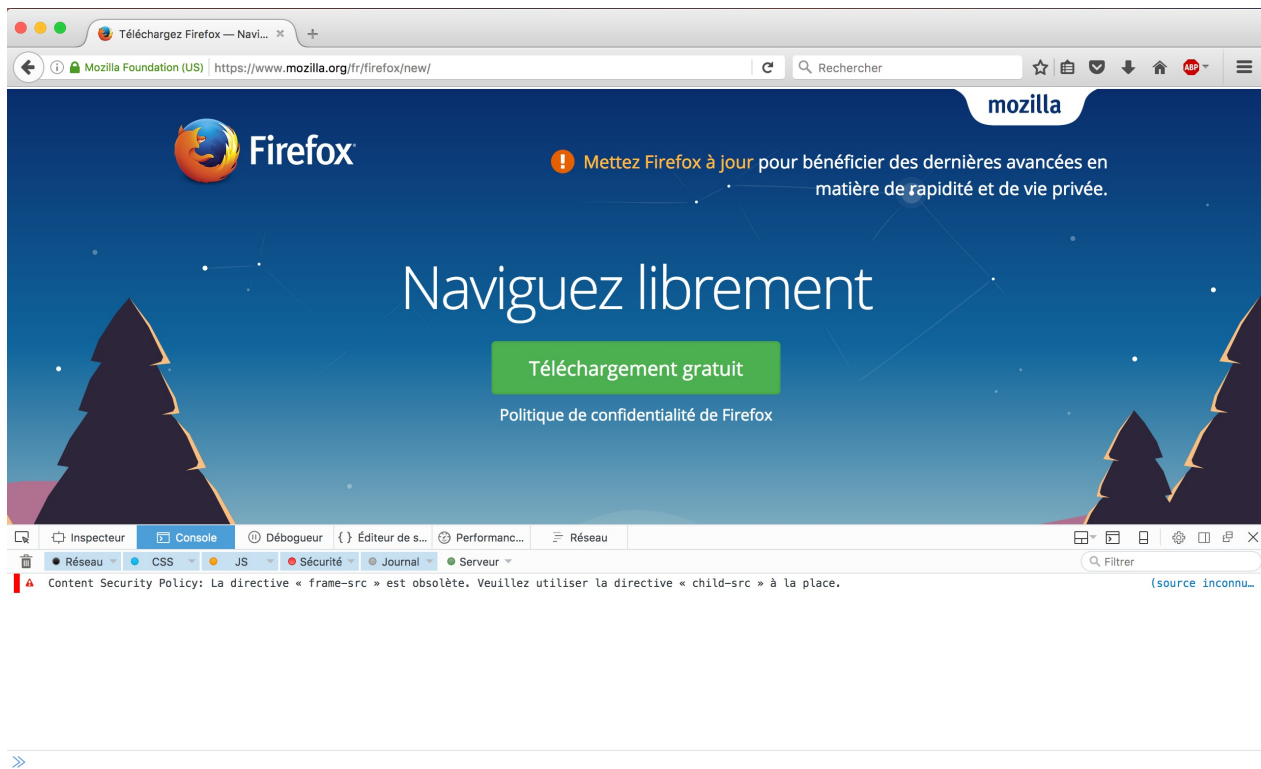 Téléchargez Firefox — Navi...
Mozilla Foundation (US) https://www.mozilla.org/fr/firefox/new/ Rechercher ABP
mozilla
Firefox
Mettez Firefox à jour pour bénéficier des dernières avancées en
matière de rapidité et de vie privée.
Naviguez librement
Téléchargement gratuit
Politique de confidentialité de Firefox
Inspecteur Console Débogueur { } Éditeur de s... Performanc... Réseau
Réseau CSS JS Sécurité Journal Serveur Filtrer
Content Security Policy: La directive « frame-src » est obsolète. Veuillez utiliser la directive « child-src » à la place. (source inconnu…